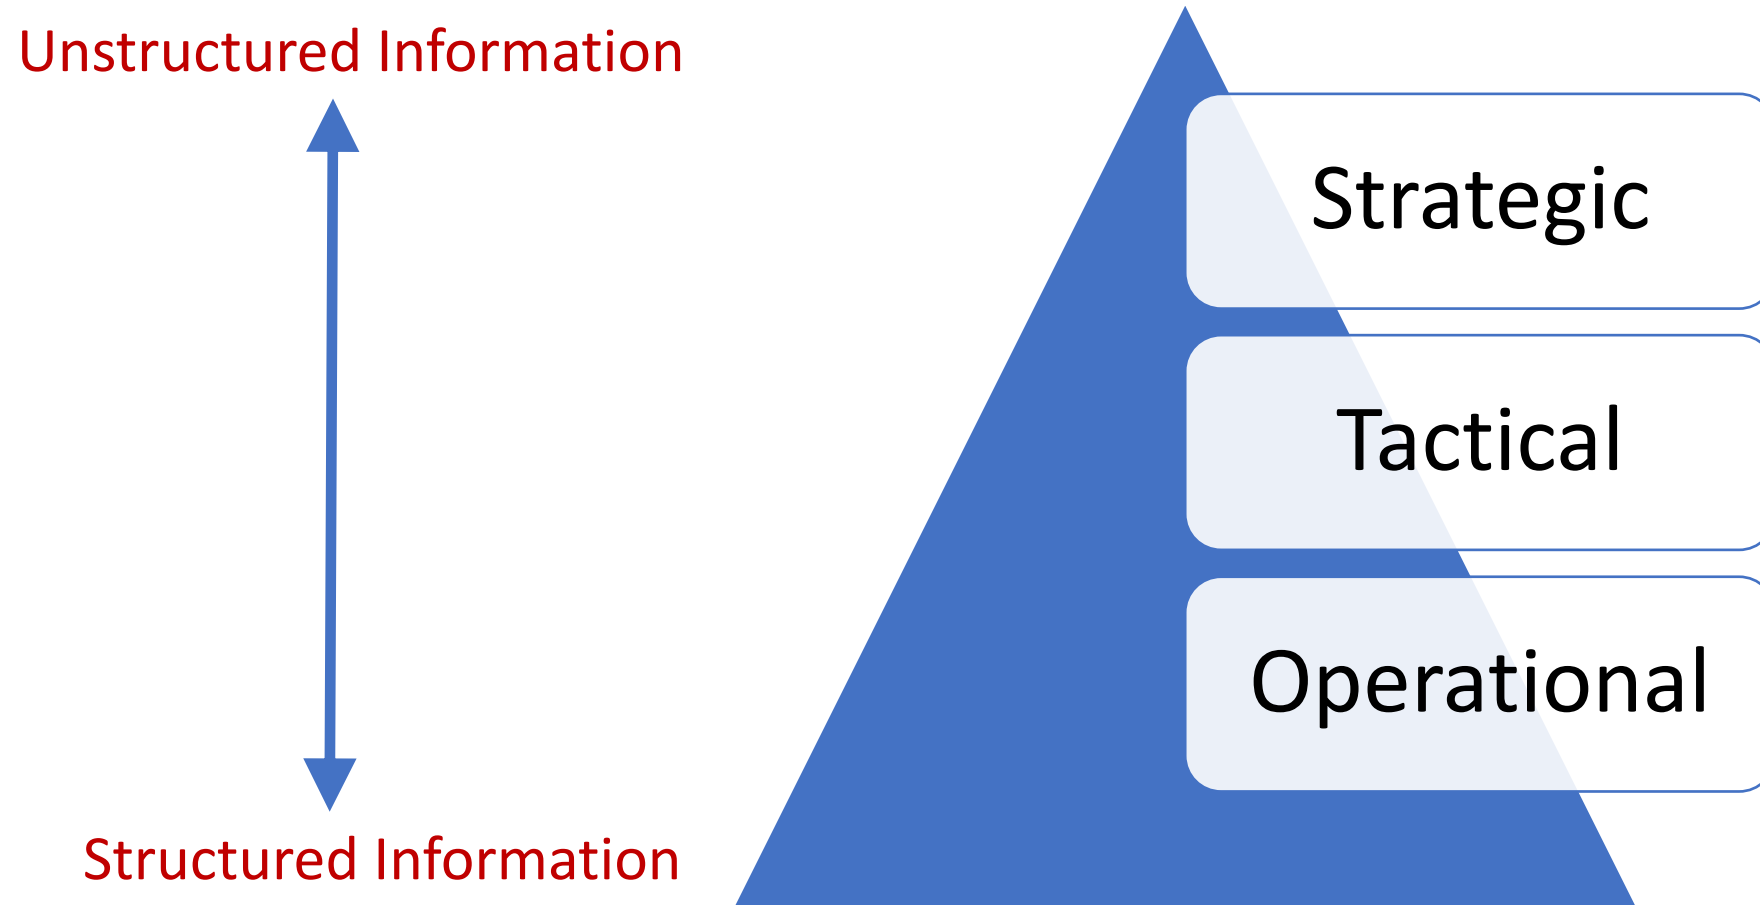 Unstructured Information
Strategic
Tactical
Operational
Structured Information